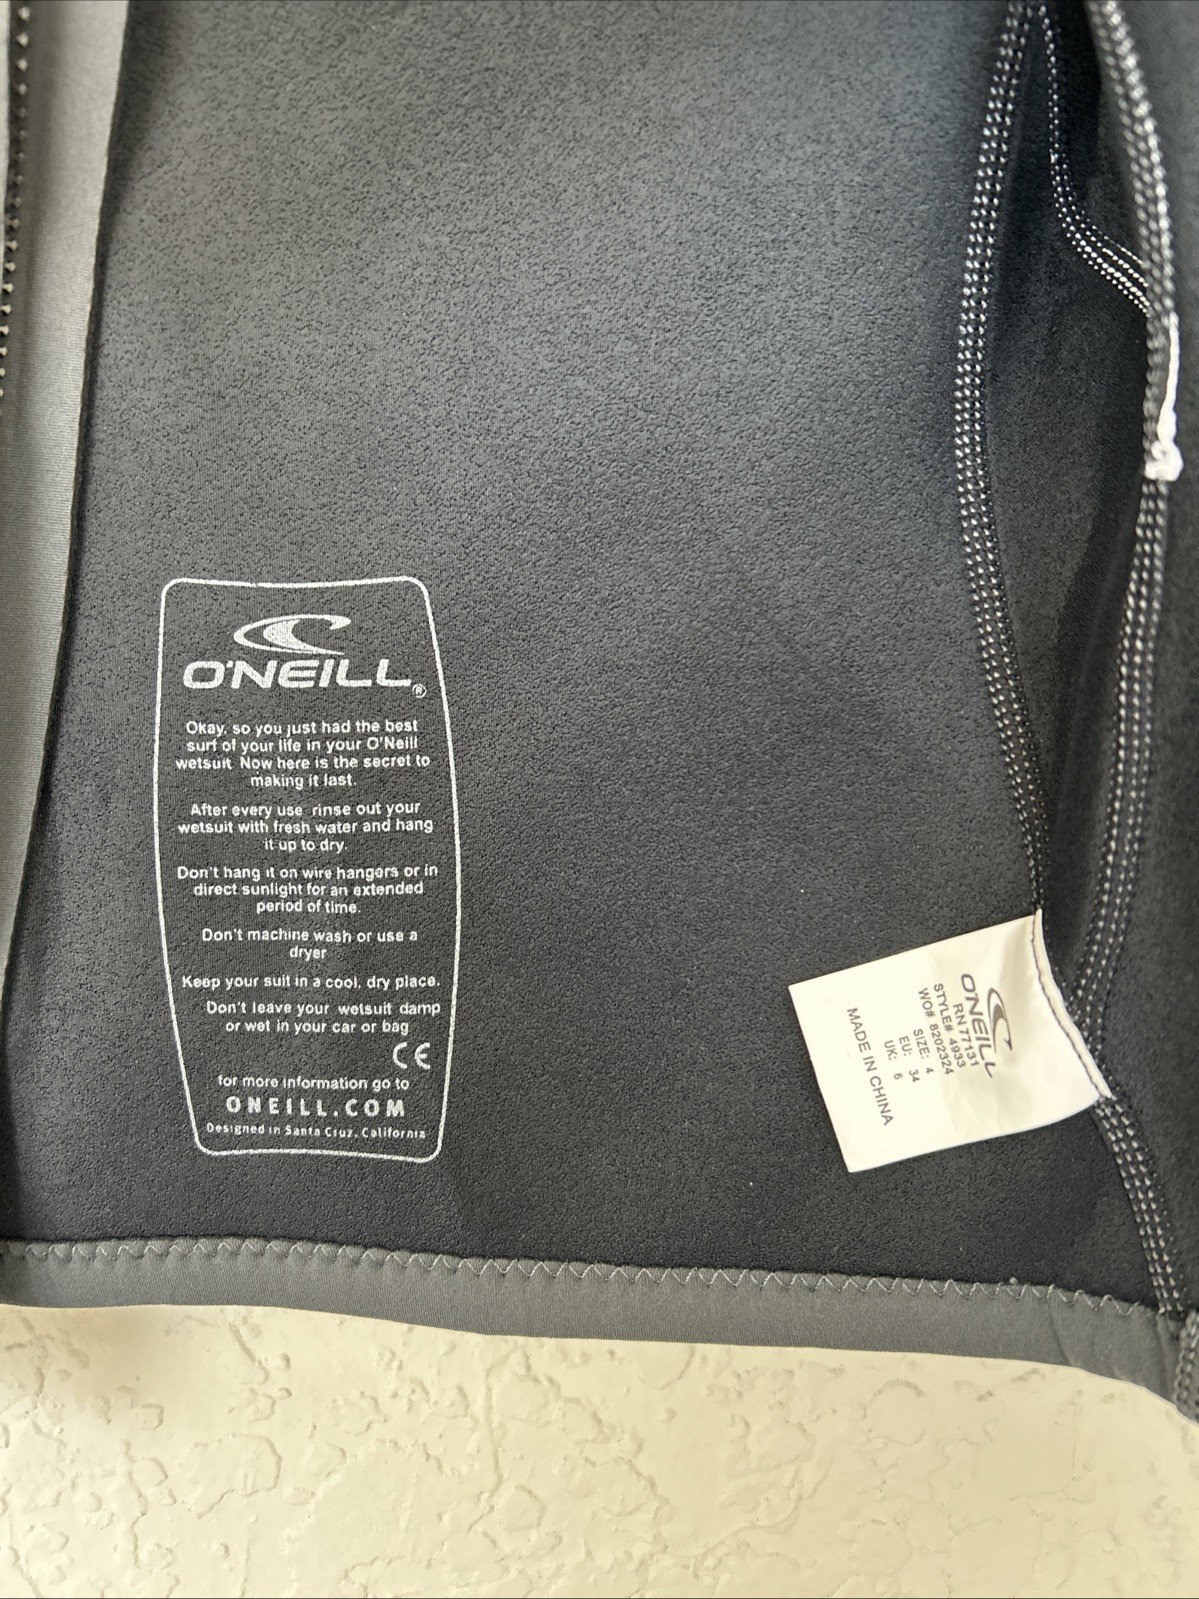 O'NEILL®
Okay, so you just had the best
surf of your life in your O'Neill
wetsuit. Now here is the secret to
making it last.
After every use rinse out your
wetsuit with fresh water and hang
it up to dry.
Don't hang it on wire hangers or in
direct sunlight for an extended
period of time.
Don't machine wash or use a
dryer
Keep your suit in a cool, dry place.
Don't leave your wetsuit damp
or wet in your car or bag
CE
for more information go to
ONEILL.COM
Designed in Santa Cruz, California
O'NEILL
RN 77131
STYLE# 4933
WO# 8202324
SIZE: 4
EU: 34
UK: 6
MADE IN CHINA